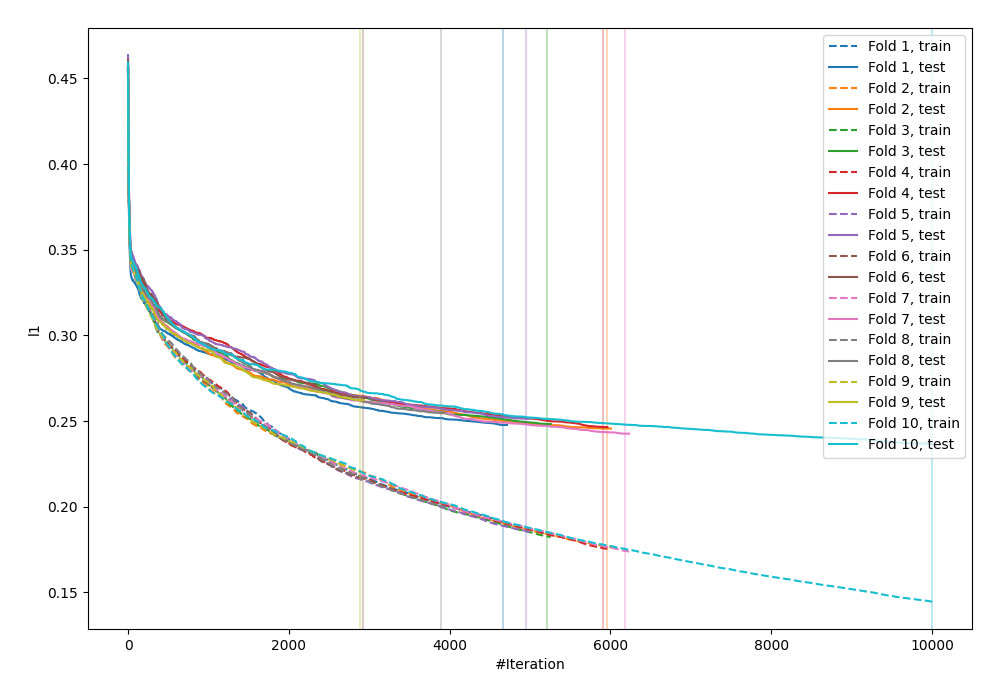 0.45
0.40
0.35
0.30
0.25
0.20
0.15
l1
0
2000
4000
6000
8000
10000
#Iteration
Fold 1, train
Fold 1, test
Fold 2, train
Fold 2, test
Fold 3, train
Fold 3, test
Fold 4, train
Fold 4, test
Fold 5, train
Fold 5, test
Fold 6, train
Fold 6, test
Fold 7, train
Fold 7, test
Fold 8, train
Fold 8, test
Fold 9, train
Fold 9, test
Fold 10, train
Fold 10, test